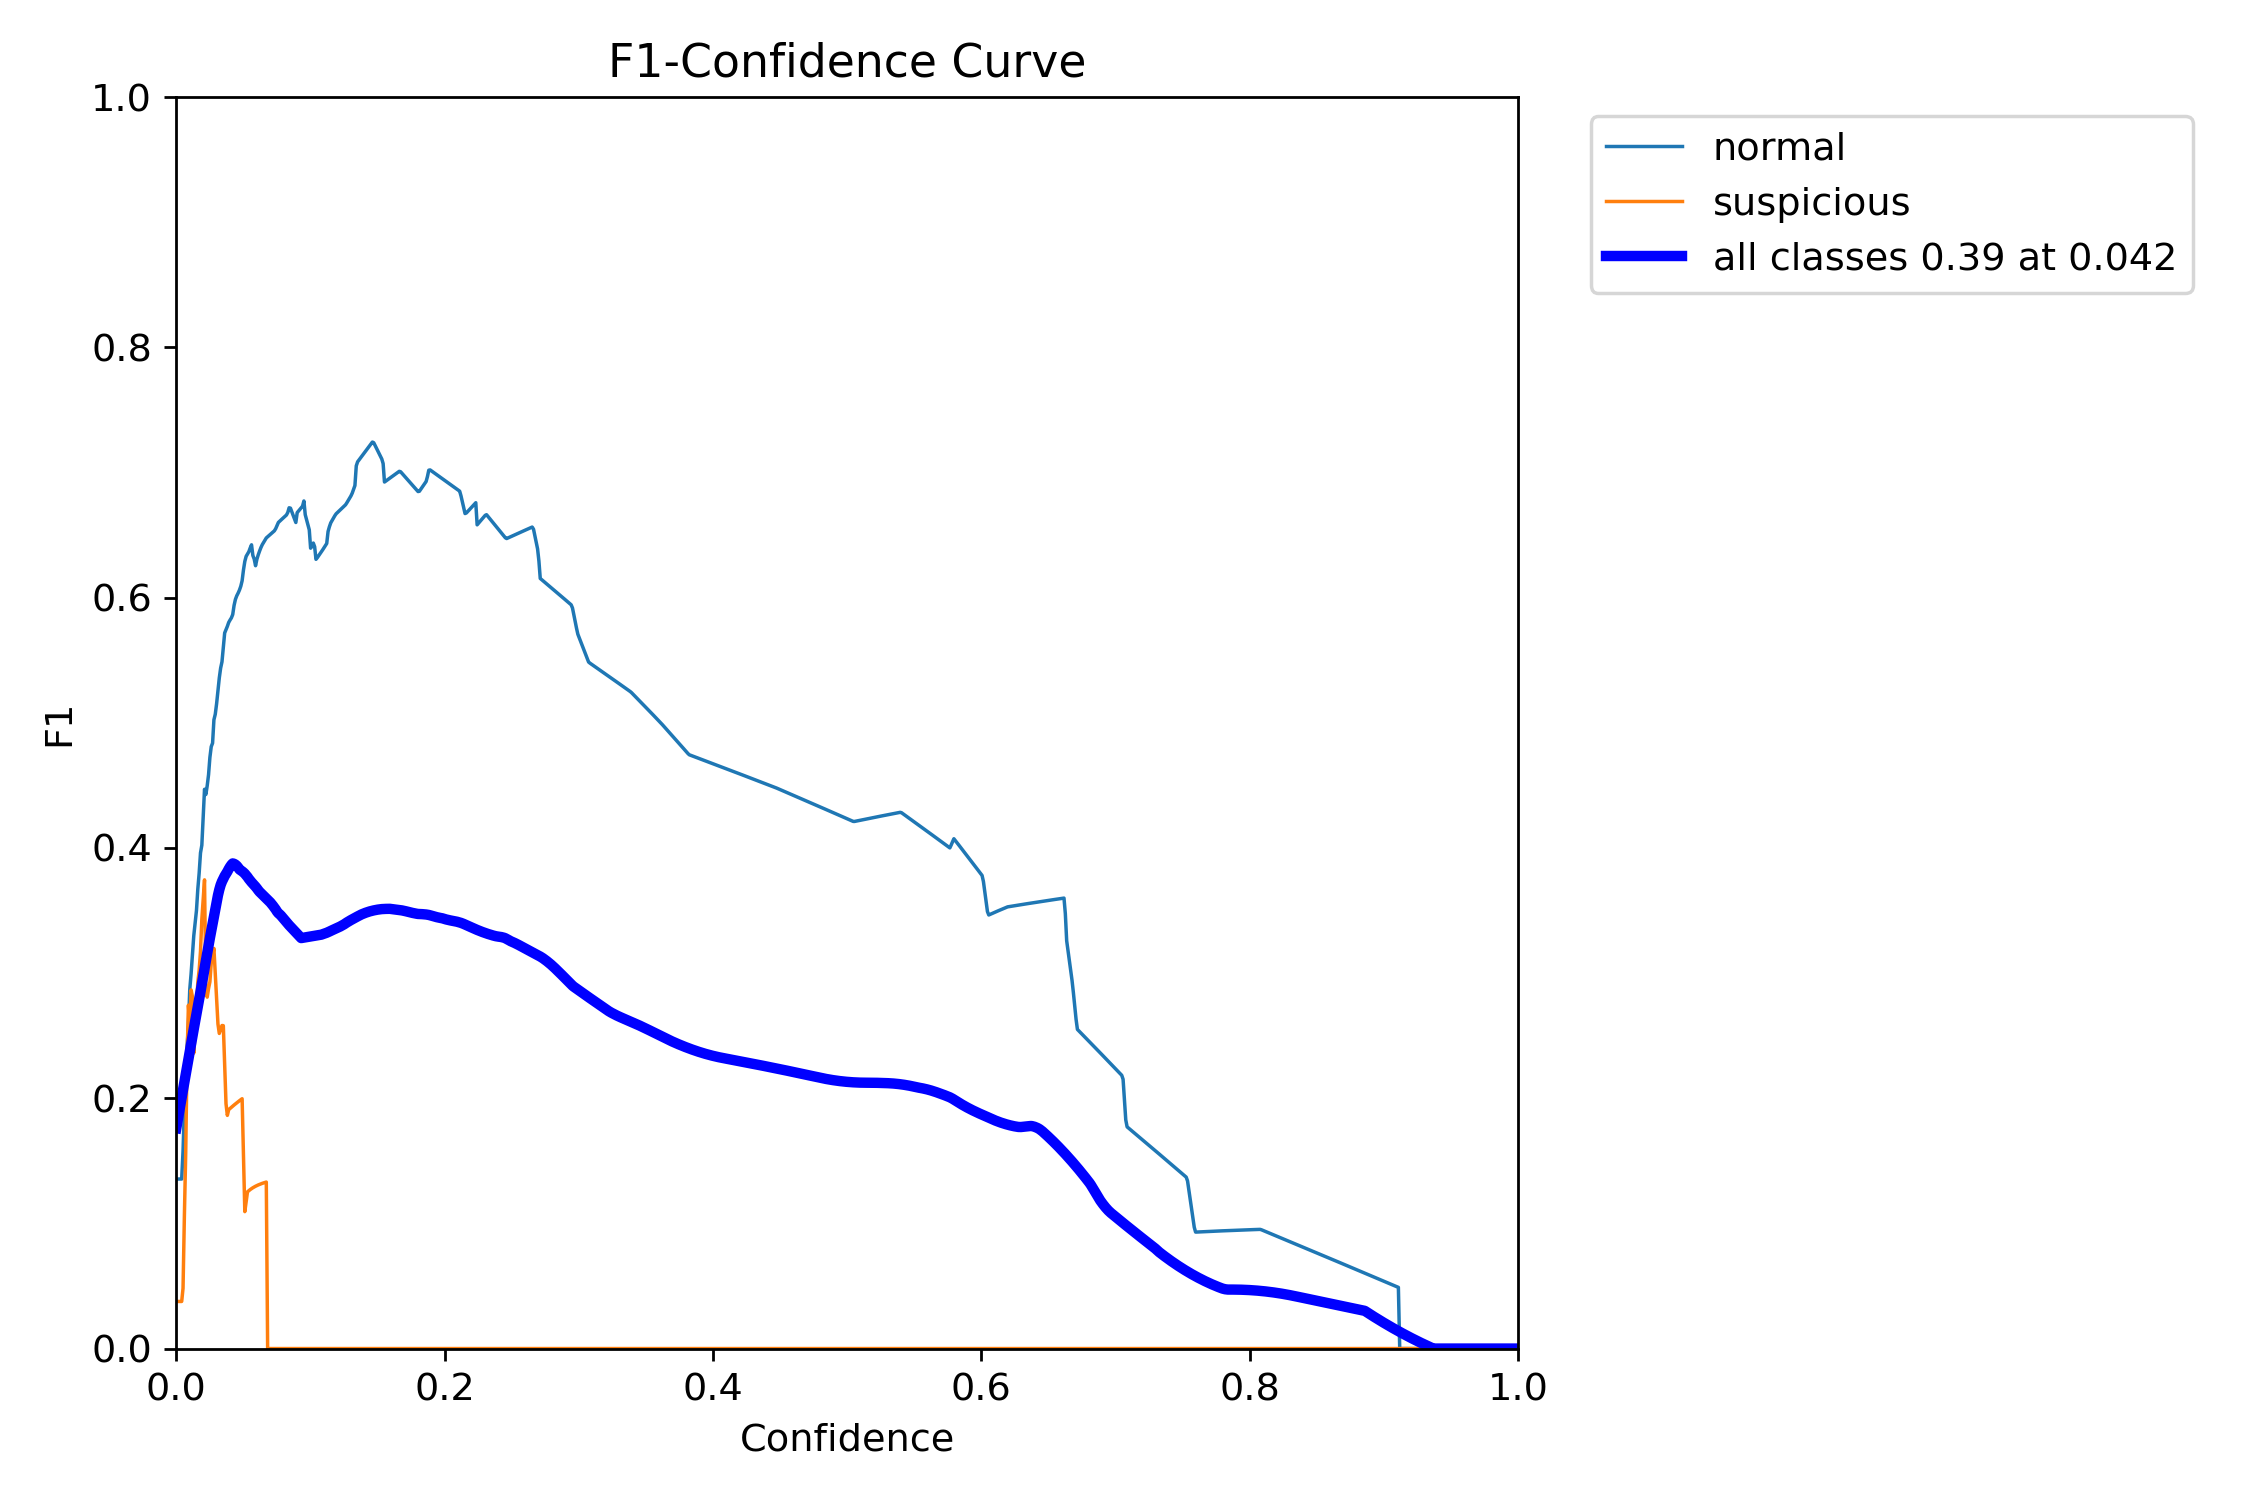 F1-Confidence Curve
normal
suspicious
all classes 0.39 at 0.042
1.0
0.8
0.6
0.4
0.2
0.0
F1
0.0 0.2 0.4 0.6 0.8 1.0
Confidence